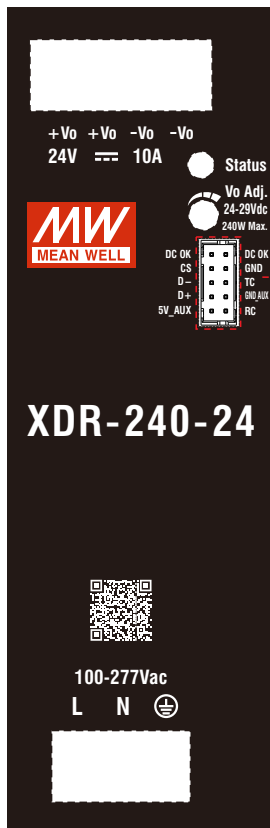 +Vo +Vo -Vo -Vo
24V ⎓ 10A
Status
Vo Adj.
24-29Vdc
240W Max.
MW
MEAN WELL
DC OK DC OK
CS GND
D- TC
D+ GND_AUX
5V_AUX RC
XDR-240-24
100-277Vac
L N